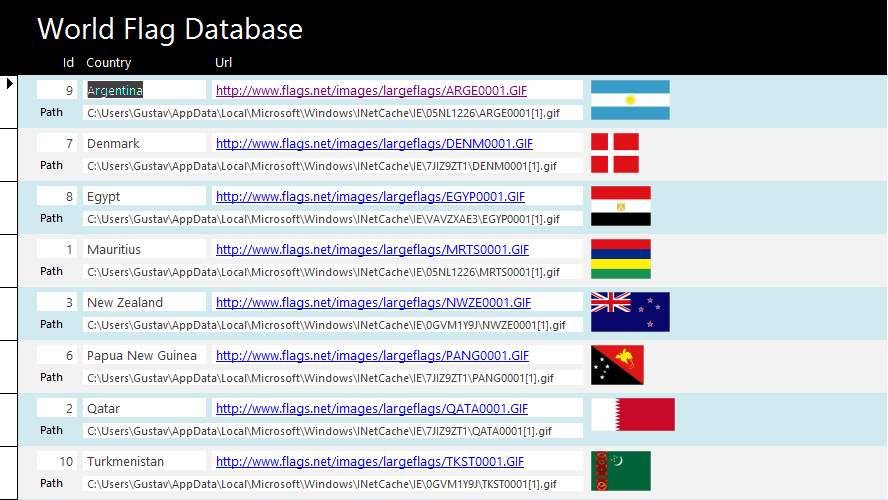 World Flag Database
Id Country Url
9 Argentina http://www.flags.net/images/largeflags/ARGE0001.GIF
Path C:\Users\Gustav\AppData\Local\Microsoft\Windows\INetCache\IE\05NL1226\ARGE0001[1].gif
7 Denmark http://www.flags.net/images/largeflags/DENM0001.GIF
Path C:\Users\Gustav\AppData\Local\Microsoft\Windows\INetCache\IE\7JIZ9ZT1\DENM0001[1].gif
8 Egypt http://www.flags.net/images/largeflags/EGYP0001.GIF
Path C:\Users\Gustav\AppData\Local\Microsoft\Windows\INetCache\IE\VAVZXAE3\EGYP0001[1].gif
1 Mauritius http://www.flags.net/images/largeflags/MRTS0001.GIF
Path C:\Users\Gustav\AppData\Local\Microsoft\Windows\INetCache\IE\05NL1226\MRTS0001[1].gif
3 New Zealand http://www.flags.net/images/largeflags/NWZE0001.GIF
Path C:\Users\Gustav\AppData\Local\Microsoft\Windows\INetCache\IE\0GVM1Y9J\NWZE0001[1].gif
6 Papua New Guinea http://www.flags.net/images/largeflags/PANG0001.GIF
Path C:\Users\Gustav\AppData\Local\Microsoft\Windows\INetCache\IE\7JIZ9ZT1\PANG0001[1].gif
2 Qatar http://www.flags.net/images/largeflags/QATA0001.GIF
Path C:\Users\Gustav\AppData\Local\Microsoft\Windows\INetCache\IE\7JIZ9ZT1\QATA0001[1].gif
10 Turkmenistan http://www.flags.net/images/largeflags/TKST0001.GIF
Path C:\Users\Gustav\AppData\Local\Microsoft\Windows\INetCache\IE\0GVM1Y9J\TKST0001[1].gif